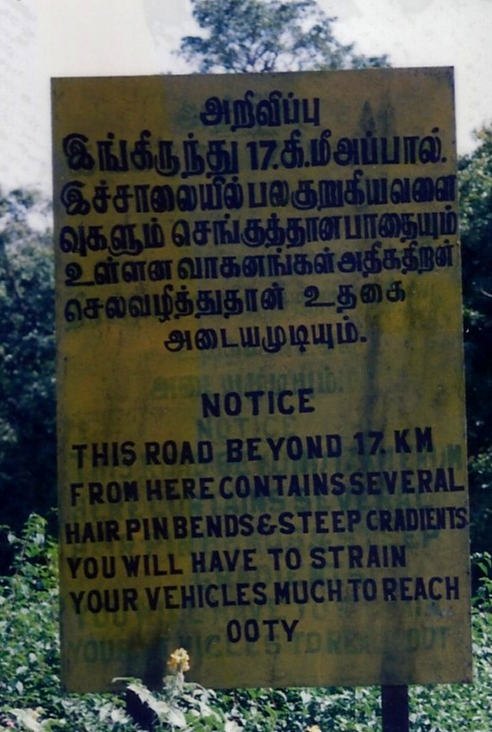 அறிவிப்பு
இங்கிருந்து 17.கி.மீ அப்பால்.
இச்சாலையில் பல குறுகியவளை
வுகளும் செங்குத்தான பாதையும்
உள்ளன வாகனங்கள் அதிகதிறன்
செலவழித்துதான் உதகை
அடையமுடியும்.
NOTICE
THIS ROAD BEYOND 17. KM
FROM HERE CONTAINS SEVERAL
HAIR PIN BENDS & STEEP CRADIENTS
YOU WILL HAVE TO STRAIN
YOUR VEHICLES MUCH TO REACH
OOTY